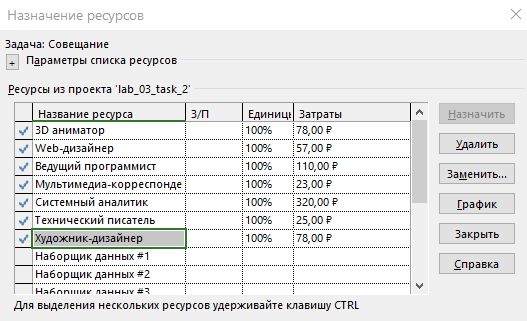 Назначение ресурсов
Задача: Совещание
+ Параметры списка ресурсов
Ресурсы из проекта 'lab_03_task_2'
Название ресурса З/П Единицы Затраты
3D аниматор 100% 78,00 ₽
Web-дизайнер 100% 57,00 ₽
Ведущий программист 100% 110,00 ₽
Мультимедиа-корреспонде 100% 23,00 ₽
Системный аналитик 100% 320,00 ₽
Технический писатель 100% 25,00 ₽
Художник-дизайнер 100% 78,00 ₽
Наборщик данных #1
Наборщик данных #2
Наборщик данных #3
Назначить
Удалить
Заменить...
График
Закрыть
Справка
Для выделения нескольких ресурсов удерживайте клавишу CTRL